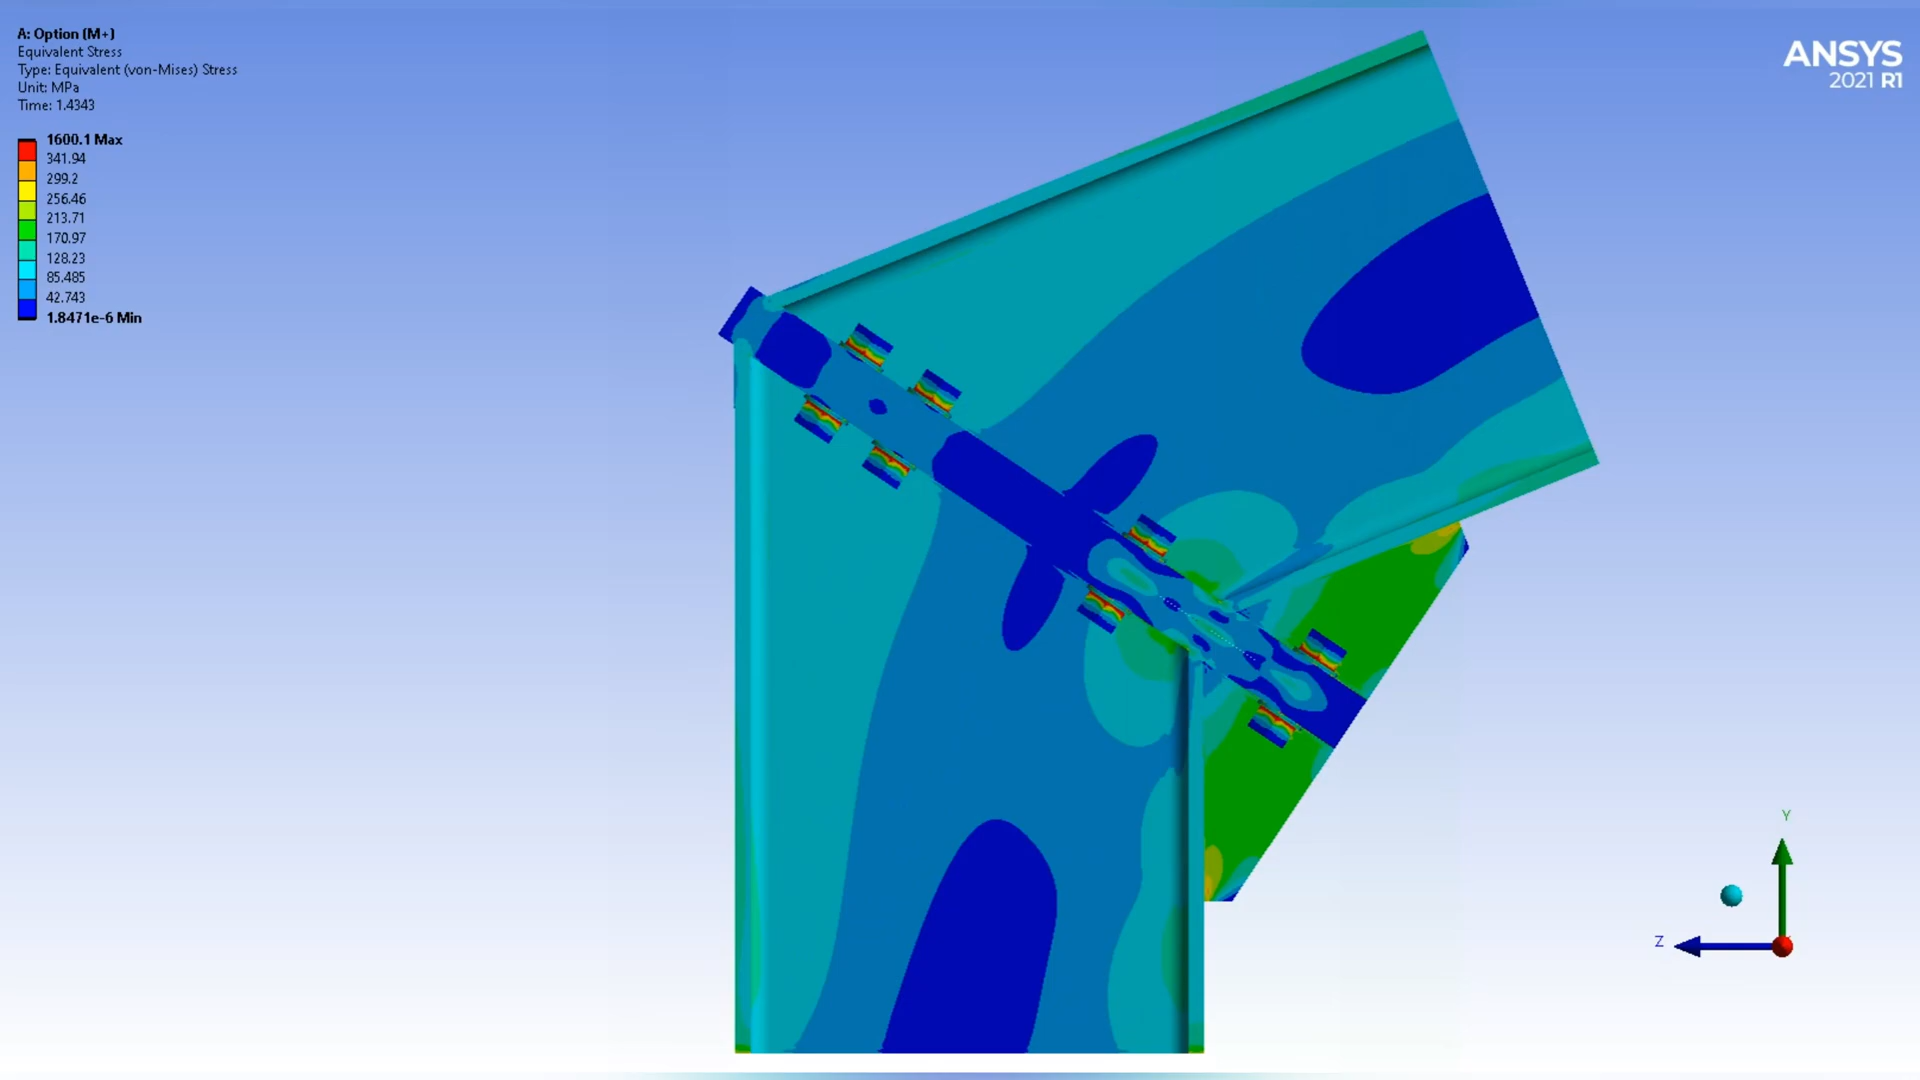 A: Option (M+)
Equivalent Stress
Type: Equivalent (von-Mises) Stress
Unit: MPa
Time: 1.4343
1600.1 Max
341.94
299.2
256.46
213.71
170.97
128.23
85.485
42.743
1.8471e-6 Min
ANSYS
2021 R1
Y
Z